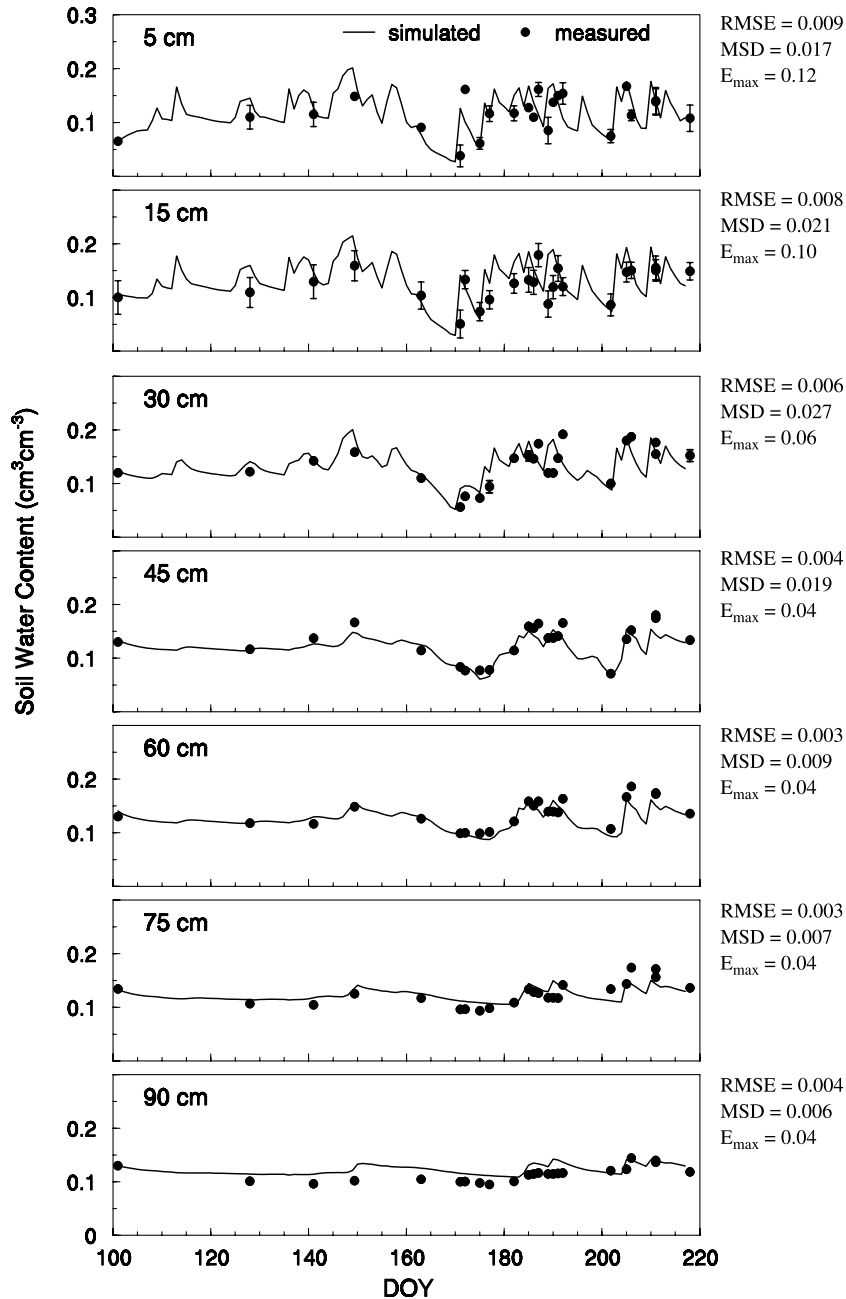 0.3
5 cm
simulated
measured
RMSE = 0.009
MSD = 0.017
Emax = 0.12
0.2
0.1
15 cm
RMSE = 0.008
MSD = 0.021
Emax = 0.10
0.2
0.1
30 cm
RMSE = 0.006
MSD = 0.027
Emax = 0.06
0.2
0.1
Soil Water Content (cm³cm⁻³)
45 cm
RMSE = 0.004
MSD = 0.019
Emax = 0.04
0.2
0.1
60 cm
RMSE = 0.003
MSD = 0.009
Emax = 0.04
0.2
0.1
75 cm
RMSE = 0.003
MSD = 0.007
Emax = 0.04
0.2
0.1
90 cm
RMSE = 0.004
MSD = 0.006
Emax = 0.04
0.2
0.1
0
100 120 140 160 180 200 220
DOY